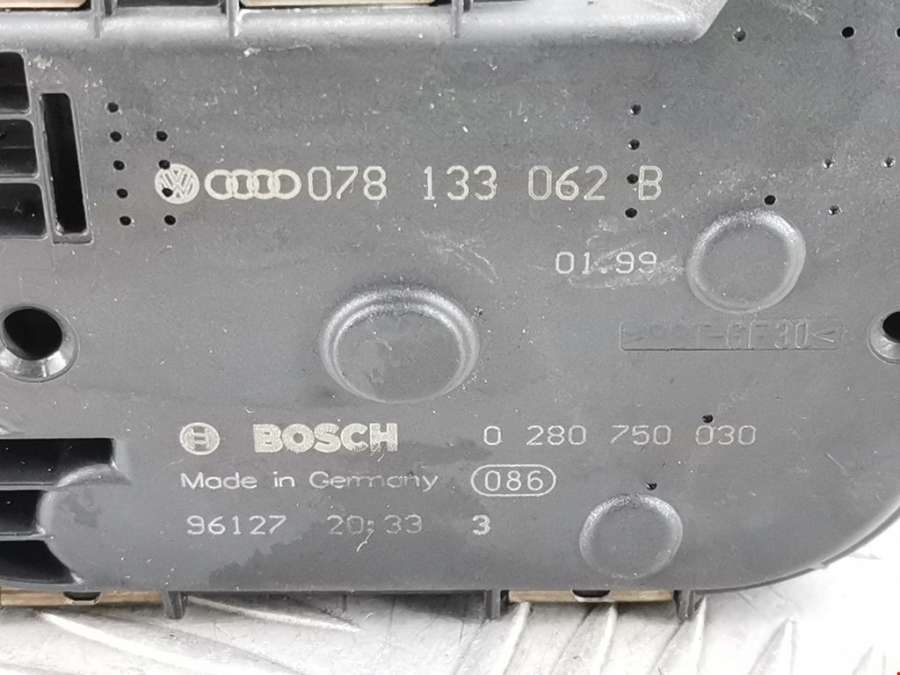 078 133 062 B
01.99
BOSCH 0 280 750 030
Made in Germany 086
96127 20:33 3